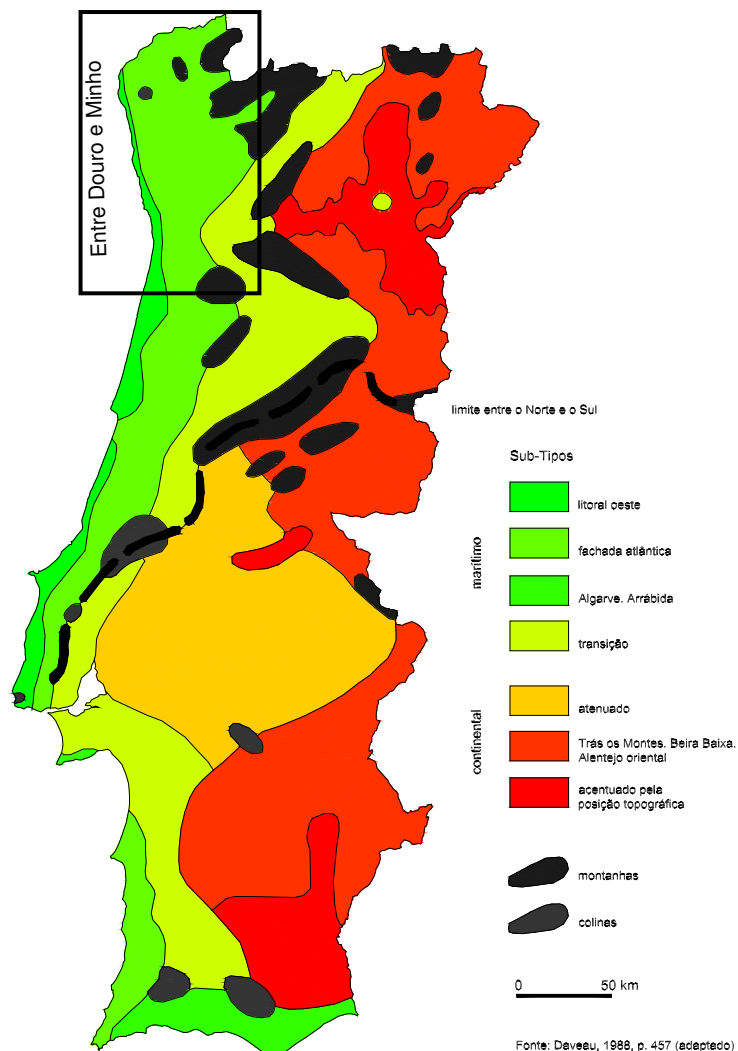 Entre Douro e Minho
limite entre o Norte e o Sul
Sub-Tipos
marítimo
litoral oeste
fachada atlântica
Algarve. Arrábida
transição
continental
atenuado
Trás os Montes. Beira Baixa.
Alentejo oriental
acentuado pela
posição topográfica
montanhas
colinas
0 50 km
Fonte: Daveau, 1988, p. 457 (adaptado)